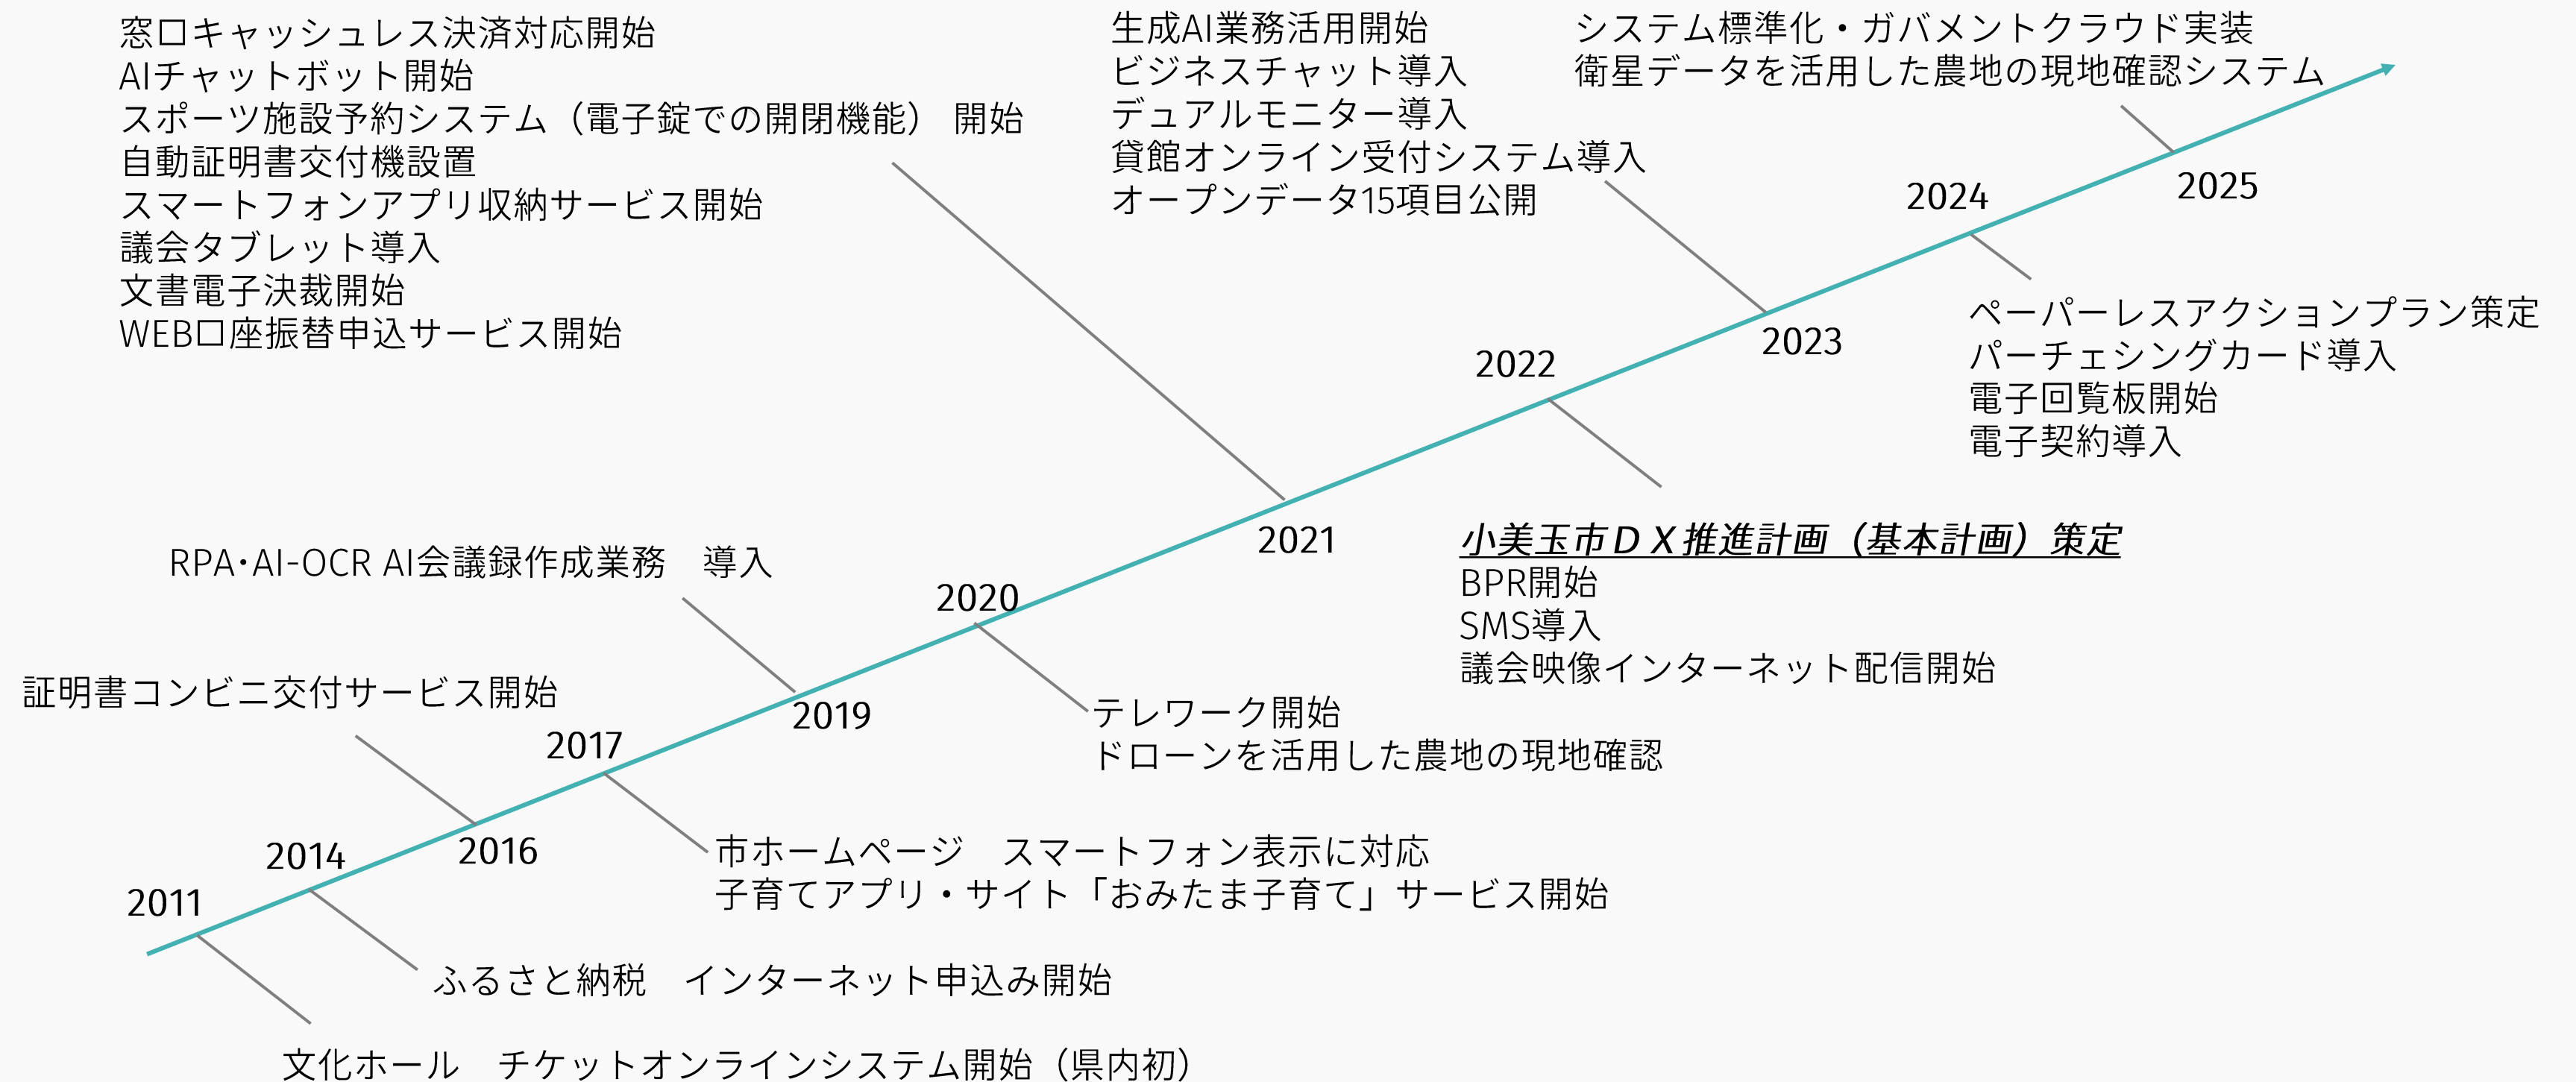 窓口キャッシュレス決済対応開始
AIチャットボット開始
スポーツ施設予約システム（電子錠での開閉機能） 開始
自動証明書交付機設置
スマートフォンアプリ収納サービス開始
議会タブレット導入
文書電子決裁開始
WEB口座振替申込サービス開始
生成AI業務活用開始
ビジネスチャット導入
デュアルモニター導入
貸館オンライン受付システム導入
オープンデータ15項目公開
システム標準化・ガバメントクラウド実装
衛星データを活用した農地の現地確認システム
2025
2024
ペーパーレスアクションプラン策定
パーチェシングカード導入
電子回覧板開始
電子契約導入
2023
2022
小美玉市ＤＸ推進計画（基本計画）策定
BPR開始
SMS導入
議会映像インターネット配信開始
2021
RPA･AI-OCR AI会議録作成業務　導入
2020
テレワーク開始
ドローンを活用した農地の現地確認
2019
証明書コンビニ交付サービス開始
2017
市ホームページ　スマートフォン表示に対応
子育てアプリ・サイト「おみたま子育て」サービス開始
2016
2014
ふるさと納税　インターネット申込み開始
2011
文化ホール　チケットオンラインシステム開始（県内初）